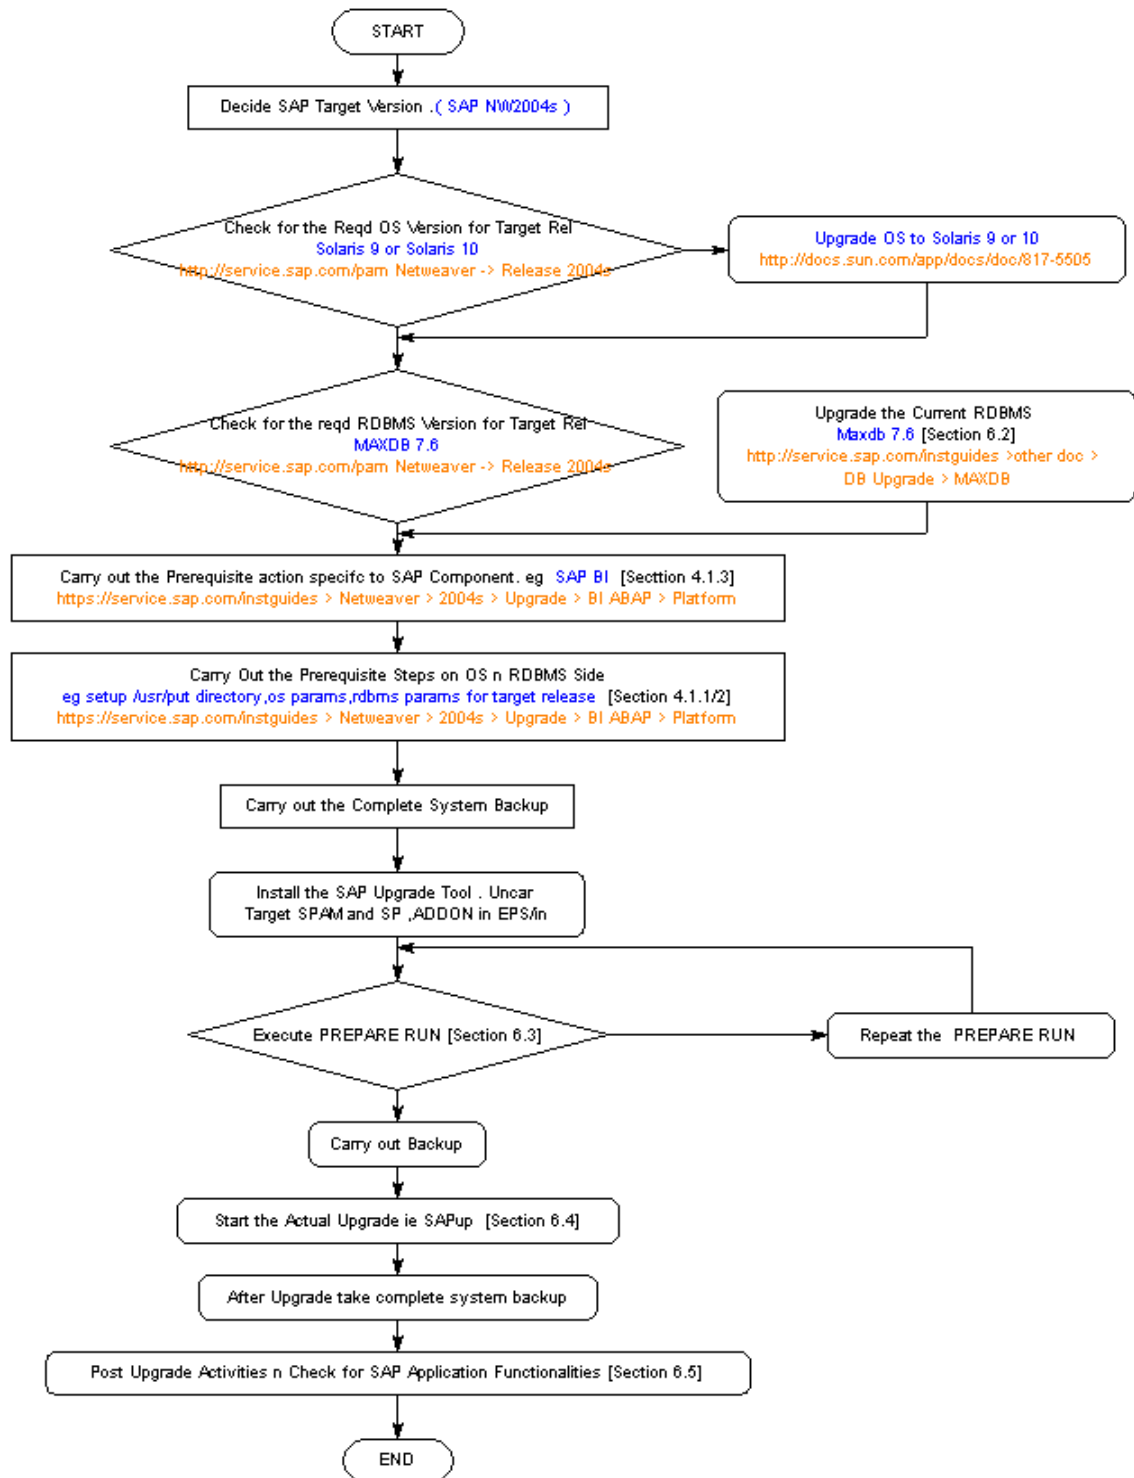 START
Decide SAP Target Version .( SAP NW2004s )
Check for the Reqd OS Version for Target Rel
Solaris 9 or Solaris 10
http://service.sap.com/pam Netweaver -> Release 2004s
Upgrade OS to Solaris 9 or 10
http://docs.sun.com/app/docs/doc/817-5505
Check for the reqd RDBMS Version for Target Rel
MAXDB 7.6
http://service.sap.com/pam Netweaver -> Release 2004s
Upgrade the Current RDBMS
Maxdb 7.6 [Section 6.2]
http://service.sap.com/instguides >other doc >
DB Upgrade > MAXDB
Carry out the Prerequisite action specifc to SAP Component. eg SAP BI [Secttion 4.1.3]
https://service.sap.com/instguides > Netweaver > 2004s > Upgrade > BI ABAP > Platform
Carry Out the Prerequisite Steps on OS n RDBMS Side
eg setup /usr/put directory,os params,rdbms params for target release [Section 4.1.1/2]
https://service.sap.com/instguides > Netweaver > 2004s > Upgrade > BI ABAP > Platform
Carry out the Complete System Backup
Install the SAP Upgrade Tool . Uncar
Target SPAM and SP ,ADDON in EPS/in
Execute PREPARE RUN [Section 6.3]
Repeat the PREPARE RUN
Carry out Backup
Start the Actual Upgrade ie SAPup [Section 6.4]
After Upgrade take complete system backup
Post Upgrade Activities n Check for SAP Application Functionalities [Section 6.5]
END